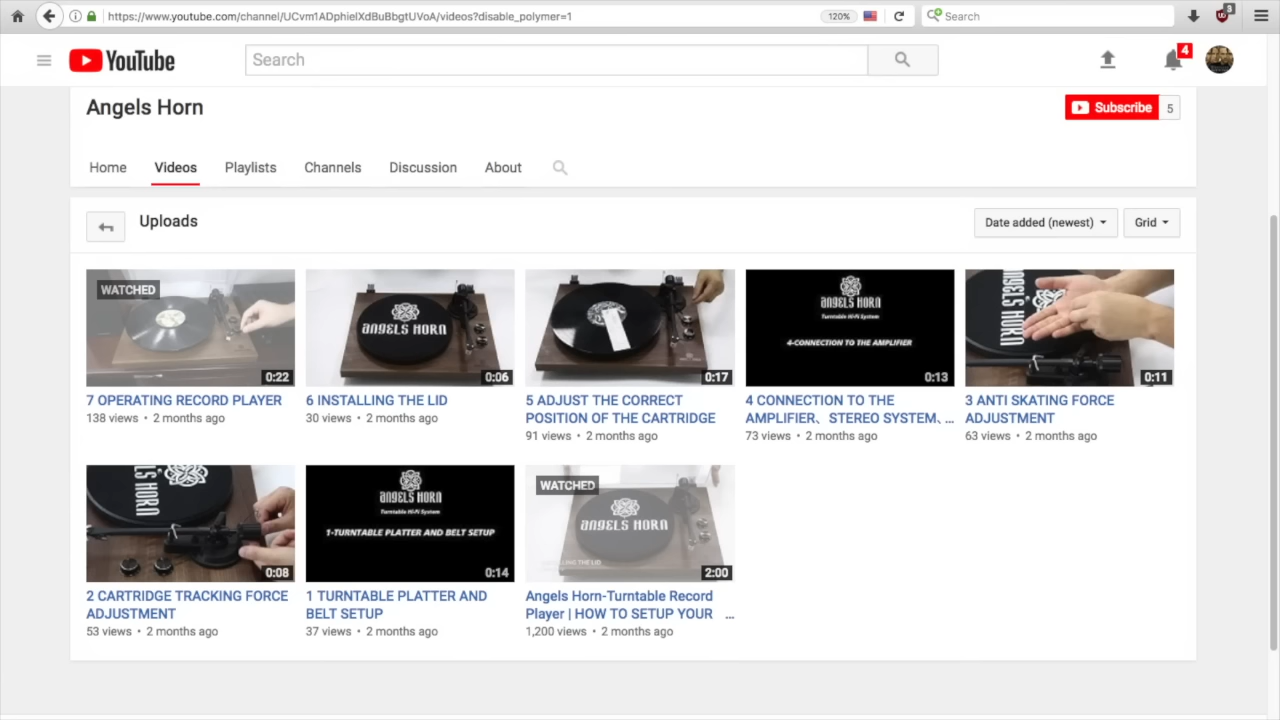 https://www.youtube.com/channel/UCvm1ADphielXdBuBbgtUVoA/videos?disable_polymer=1
120%
Search
3
YouTube
Search
4
Angels Horn
Subscribe 5
Home Videos Playlists Channels Discussion About
Uploads
Date added (newest)
Grid
WATCHED
0:22
ANGELS HORN
0:06
0:17
ANGELS HORN
Turntable Hi-Fi System
4-CONNECTION TO THE AMPLIFIER
0:13
ANGELS HORN
0:11
7 OPERATING RECORD PLAYER
138 views • 2 months ago
6 INSTALLING THE LID
30 views • 2 months ago
5 ADJUST THE CORRECT
POSITION OF THE CARTRIDGE
91 views • 2 months ago
4 CONNECTION TO THE
AMPLIFIER、STEREO SYSTEM、...
73 views • 2 months ago
3 ANTI SKATING FORCE
ADJUSTMENT
63 views • 2 months ago
ELS HORN
0:08
ANGELS HORN
Turntable Hi-Fi System
1-TURNTABLE PLATTER AND BELT SETUP
0:14
WATCHED
ANGELS HORN
LLING THE LID
2:00
2 CARTRIDGE TRACKING FORCE
ADJUSTMENT
53 views • 2 months ago
1 TURNTABLE PLATTER AND
BELT SETUP
37 views • 2 months ago
Angels Horn-Turntable Record
Player | HOW TO SETUP YOUR ...
1,200 views • 2 months ago